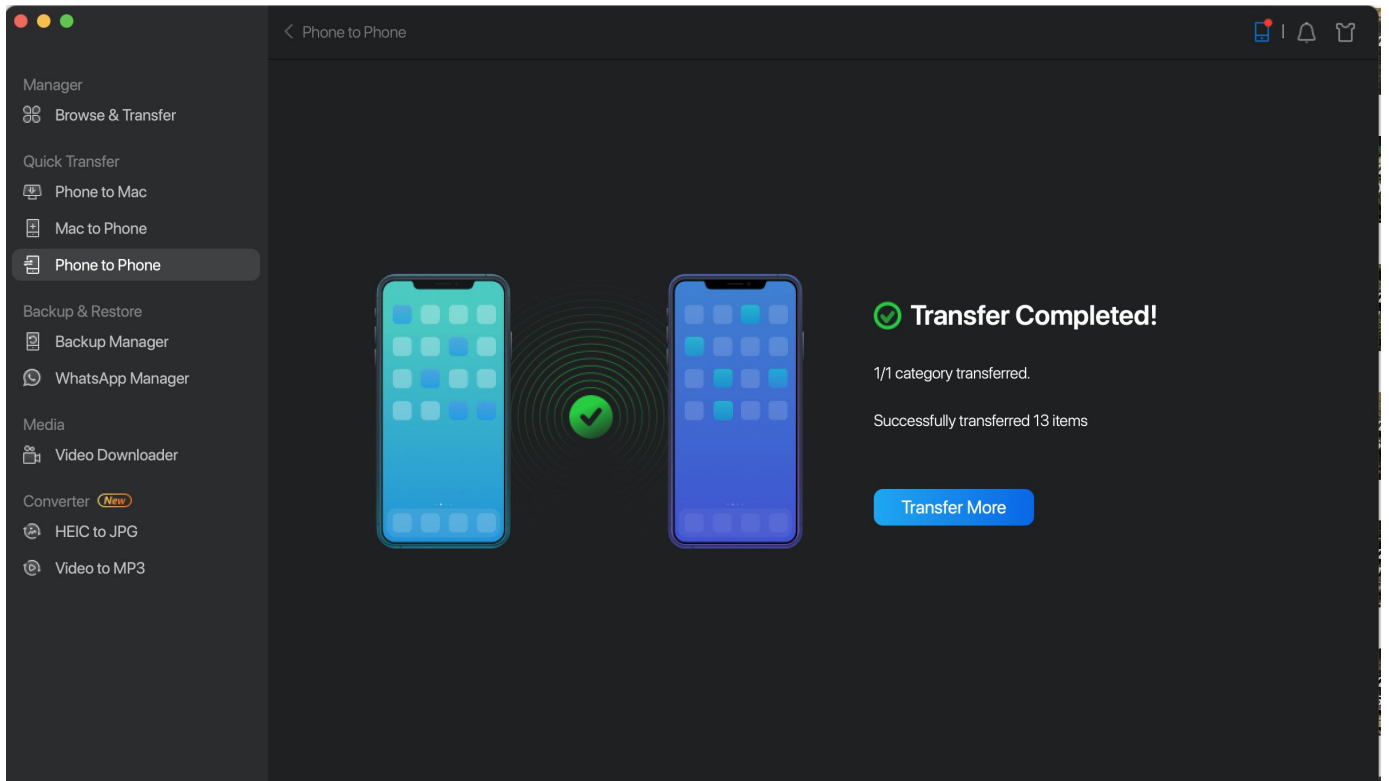 Phone to Phone
Manager
Browse & Transfer
Quick Transfer
Phone to Mac
Mac to Phone
Phone to Phone
Backup & Restore
Backup Manager
WhatsApp Manager
Media
Video Downloader
Converter New
HEIC to JPG
Video to MP3
Transfer Completed!
1/1 category transferred.
Successfully transferred 13 items
Transfer More